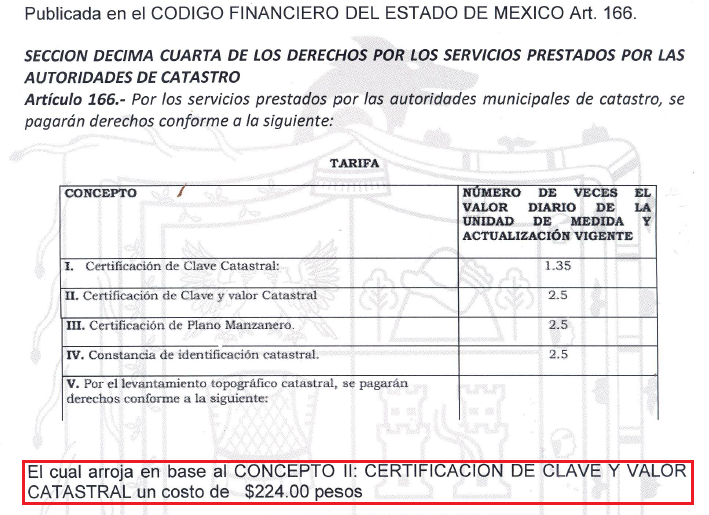 Publicada en el CODIGO FINANCIERO DEL ESTADO DE MEXICO Art. 166.
SECCION DECIMA CUARTA DE LOS DERECHOS POR LOS SERVICIOS PRESTADOS POR LAS
AUTORIDADES DE CATASTRO
Artículo 166.- Por los servicios prestados por las autoridades municipales de catastro, se
pagarán derechos conforme a la siguiente:
TARIFA
CONCEPTO
NÚMERO DE VECES EL
VALOR DIARIO DE LA
UNIDAD DE MEDIDA Y
ACTUALIZACIÓN VIGENTE
I. Certificación de Clave Catastral: 1.35
II. Certificación de Clave y valor Catastral 2.5
III. Certificación de Plano Manzanero. 2.5
IV. Constancia de identificación catastral. 2.5
V. Por el levantamiento topográfico catastral, se pagarán
derechos conforme a la siguiente:
El cual arroja en base al CONCEPTO II: CERTIFICACION DE CLAVE Y VALOR
CATASTRAL un costo de $224.00 pesos